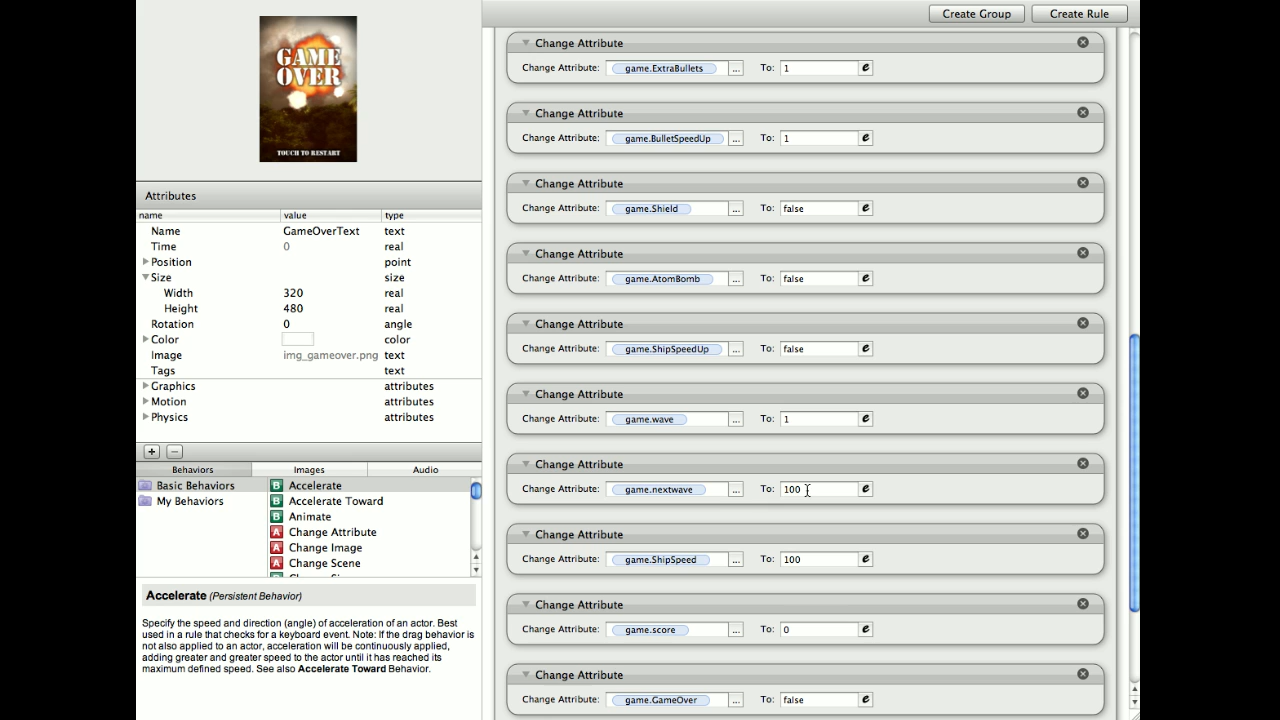 GAME
OVER
TOUCH TO RESTART
Attributes
name value type
Name GameOverText text
Time 0 real
Position point
Size size
Width 320 real
Height 480 real
Rotation 0 angle
Color color
Image img_gameover.png text
Tags text
Graphics attributes
Motion attributes
Physics attributes
+ −
Behaviors Images Audio
Basic Behaviors
My Behaviors
B Accelerate
B Accelerate Toward
B Animate
A Change Attribute
A Change Image
A Change Scene
Accelerate (Persistent Behavior)
Specify the speed and direction (angle) of acceleration of an actor. Best
used in a rule that checks for a keyboard event. Note: If the drag behavior is
not also applied to an actor, acceleration will be continuously applied,
adding greater and greater speed to the actor until it has reached its
maximum defined speed. See also Accelerate Toward Behavior.
Create Group Create Rule
Change Attribute
Change Attribute: game.ExtraBullets ... To: 1 e
Change Attribute
Change Attribute: game.BulletSpeedUp ... To: 1 e
Change Attribute
Change Attribute: game.Shield ... To: false e
Change Attribute
Change Attribute: game.AtomBomb ... To: false e
Change Attribute
Change Attribute: game.ShipSpeedUp ... To: false e
Change Attribute
Change Attribute: game.wave ... To: 1 e
Change Attribute
Change Attribute: game.nextwave ... To: 100 e
Change Attribute
Change Attribute: game.ShipSpeed ... To: 100 e
Change Attribute
Change Attribute: game.score ... To: 0 e
Change Attribute
Change Attribute: game.GameOver ... To: false e